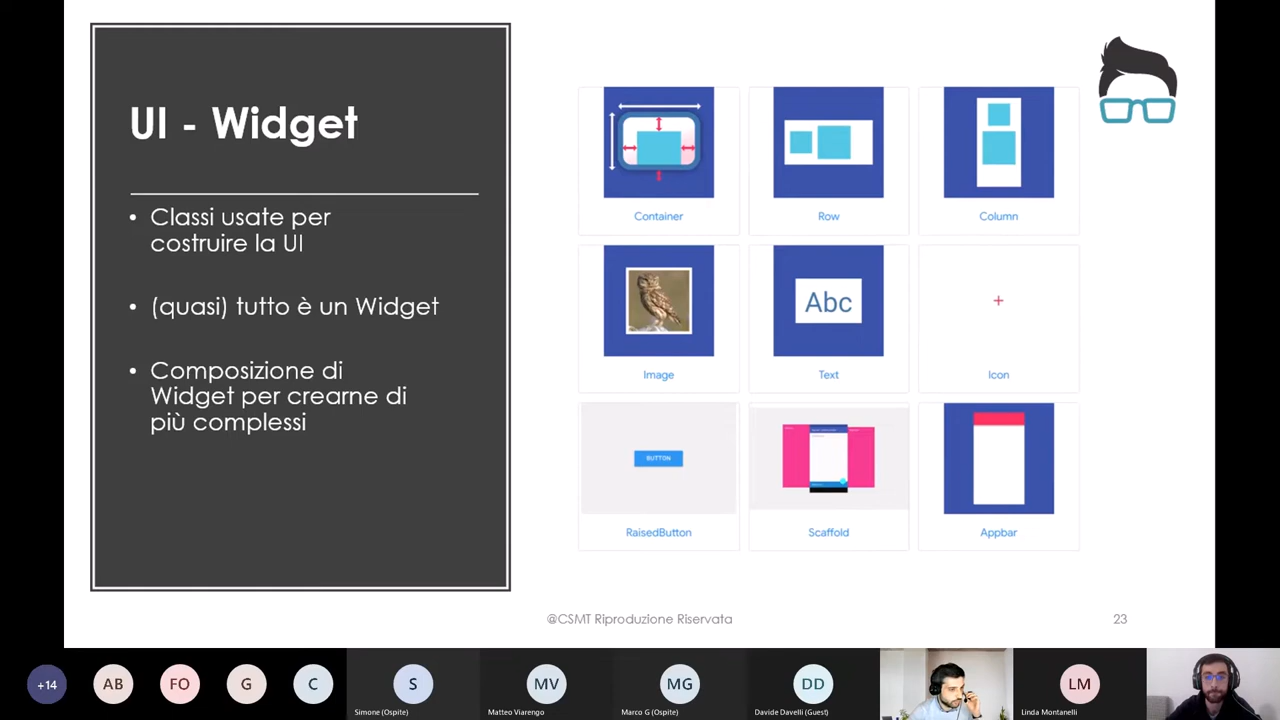 UI - Widget
• Classi usate per
costruire la UI
• (quasi) tutto è un Widget
• Composizione di
Widget per crearne di
più complessi
Container
Row
Column
Abc
Image
Text
Icon
BUTTON
RaisedButton
Scaffold
Appbar
@CSMT Riproduzione Riservata
23
+14
AB
FO
G
C
S
MV
MG
DD
LM
Simone (Ospite)
Matteo Viarengo
Marco G (Ospite)
Davide Davelli (Guest)
Linda Montanelli